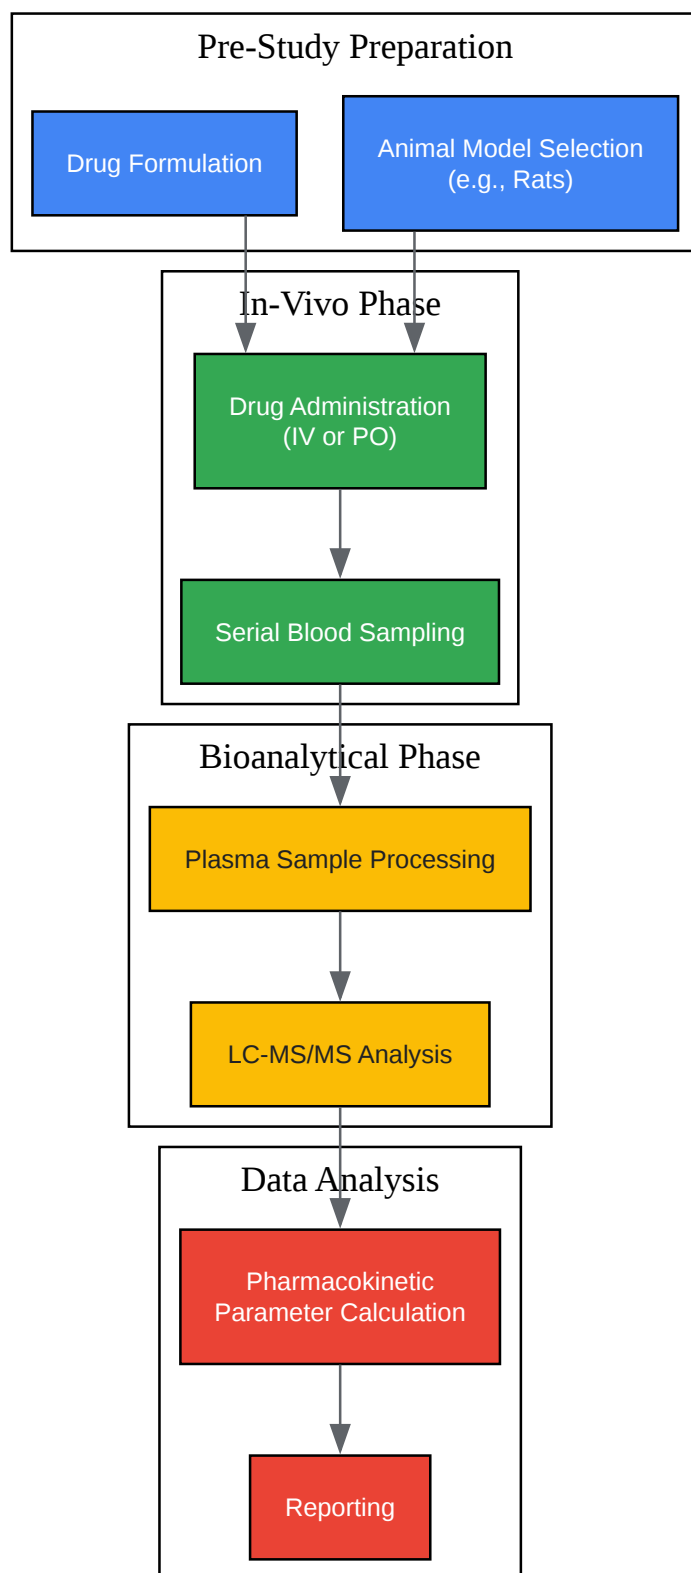 Pre-Study Preparation
Drug Formulation
Animal Model Selection
(e.g., Rats)
In-Vivo Phase
Drug Administration
(IV or PO)
Serial Blood Sampling
Bioanalytical Phase
Plasma Sample Processing
LC-MS/MS Analysis
Data Analysis
Pharmacokinetic
Parameter Calculation
Reporting